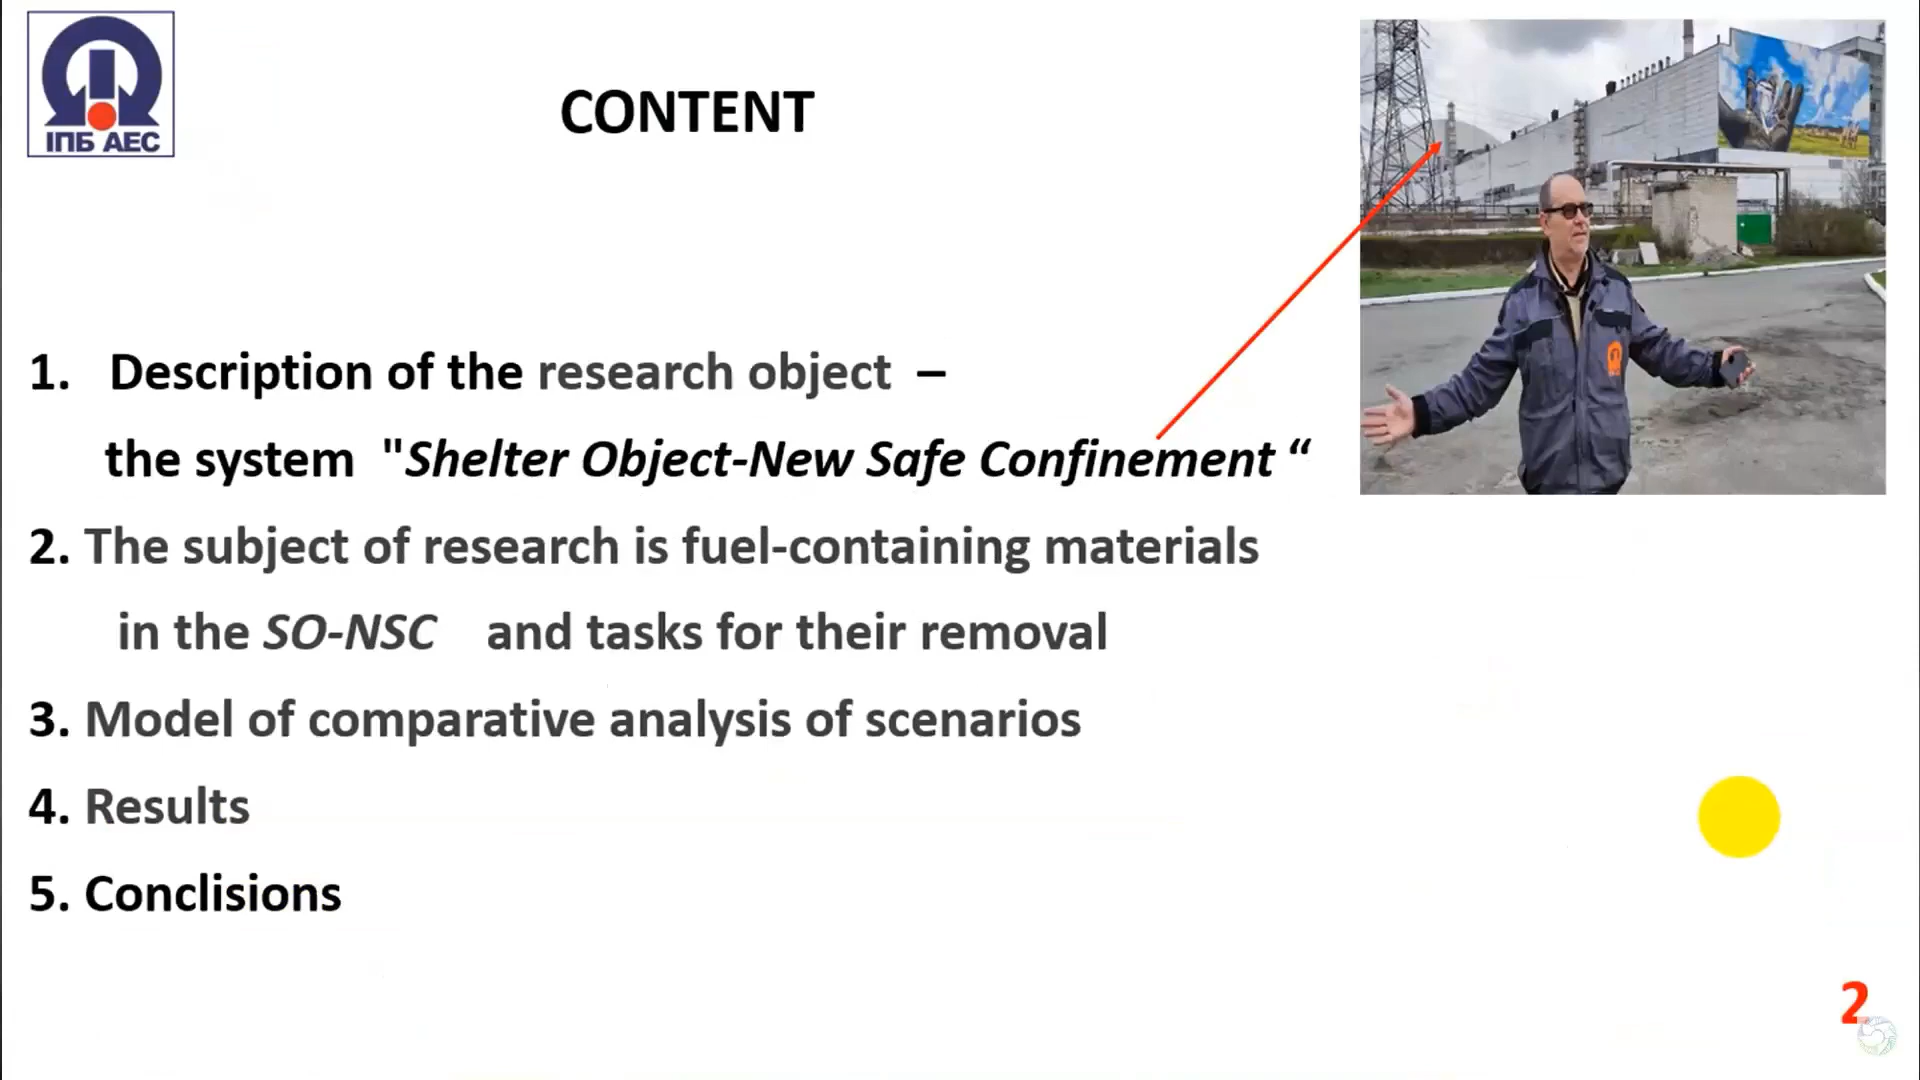 ІПБ АЕС
CONTENT
1. Description of the research object –
the system "Shelter Object-New Safe Confinement “
2. The subject of research is fuel-containing materials
in the SO-NSC and tasks for their removal
3. Model of comparative analysis of scenarios
4. Results
5. Conclisions
2